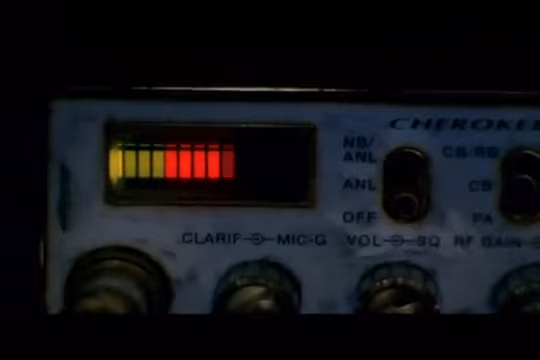 CHEROKEE
NB/
ANL
CB/RB
ANL
CB
OFF
PA
CLARIF MIC-G VOL SQ RF GAIN